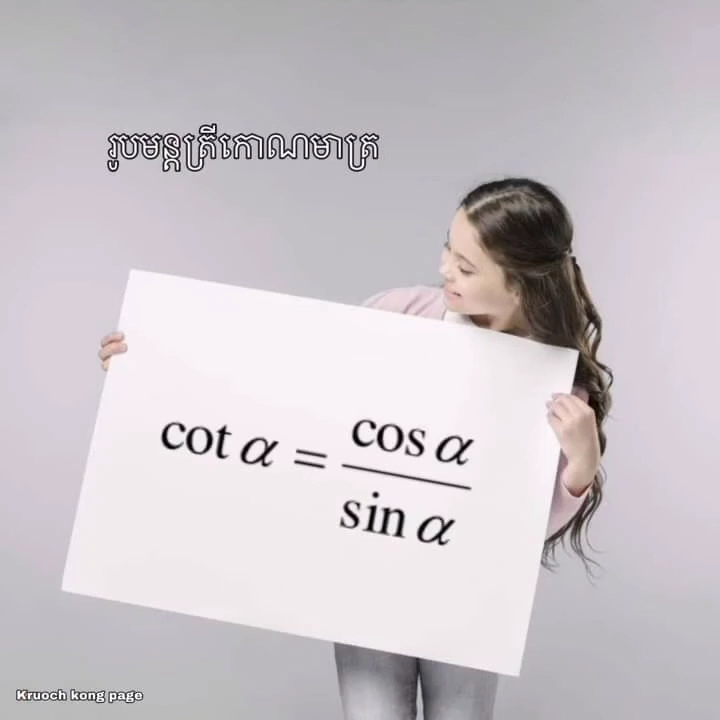 រូបមន្តត្រីកោណមាត្រ
cot α = cos α / sin α
Kruoch kong page